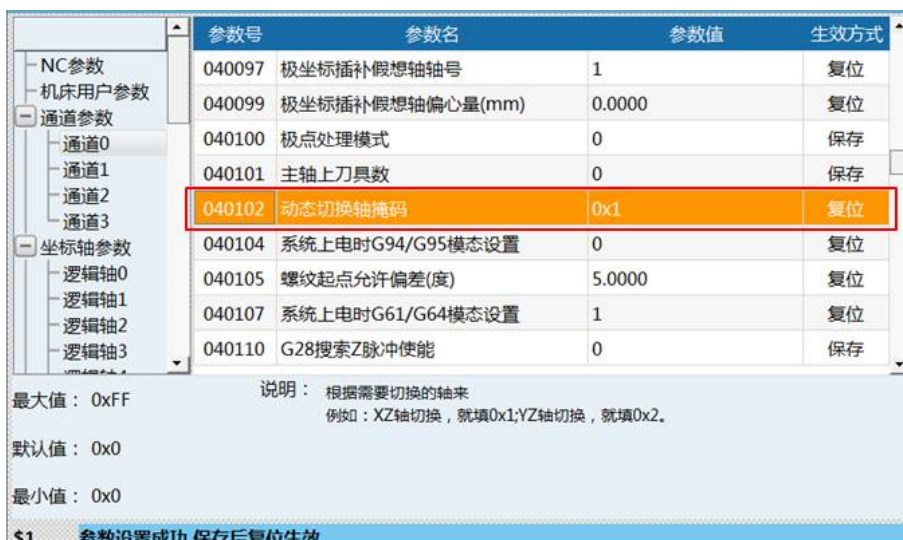 参数号 参数名 参数值 生效方式
NC参数
机床用户参数
通道参数
通道0
通道1
通道2
通道3
坐标轴参数
逻辑轴0
逻辑轴1
逻辑轴2
逻辑轴3
040097 极坐标插补假想轴轴号 1 复位
040099 极坐标插补假想轴偏心量(mm) 0.0000 复位
040100 极点处理模式 0 保存
040101 主轴上刀具数 0 保存
040102 动态切换轴掩码 0x1 复位
040104 系统上电时G94/G95模态设置 0 复位
040105 螺纹起点允许偏差(度) 5.0000 复位
040107 系统上电时G61/G64模态设置 1 复位
040110 G28搜索Z脉冲使能 0 保存
最大值： 0xFF
默认值： 0x0
最小值： 0x0
说明： 根据需要切换的轴来
例如：XZ轴切换，就填0x1;YZ轴切换，就填0x2。
$1 参数设置成功,保存后复位生效